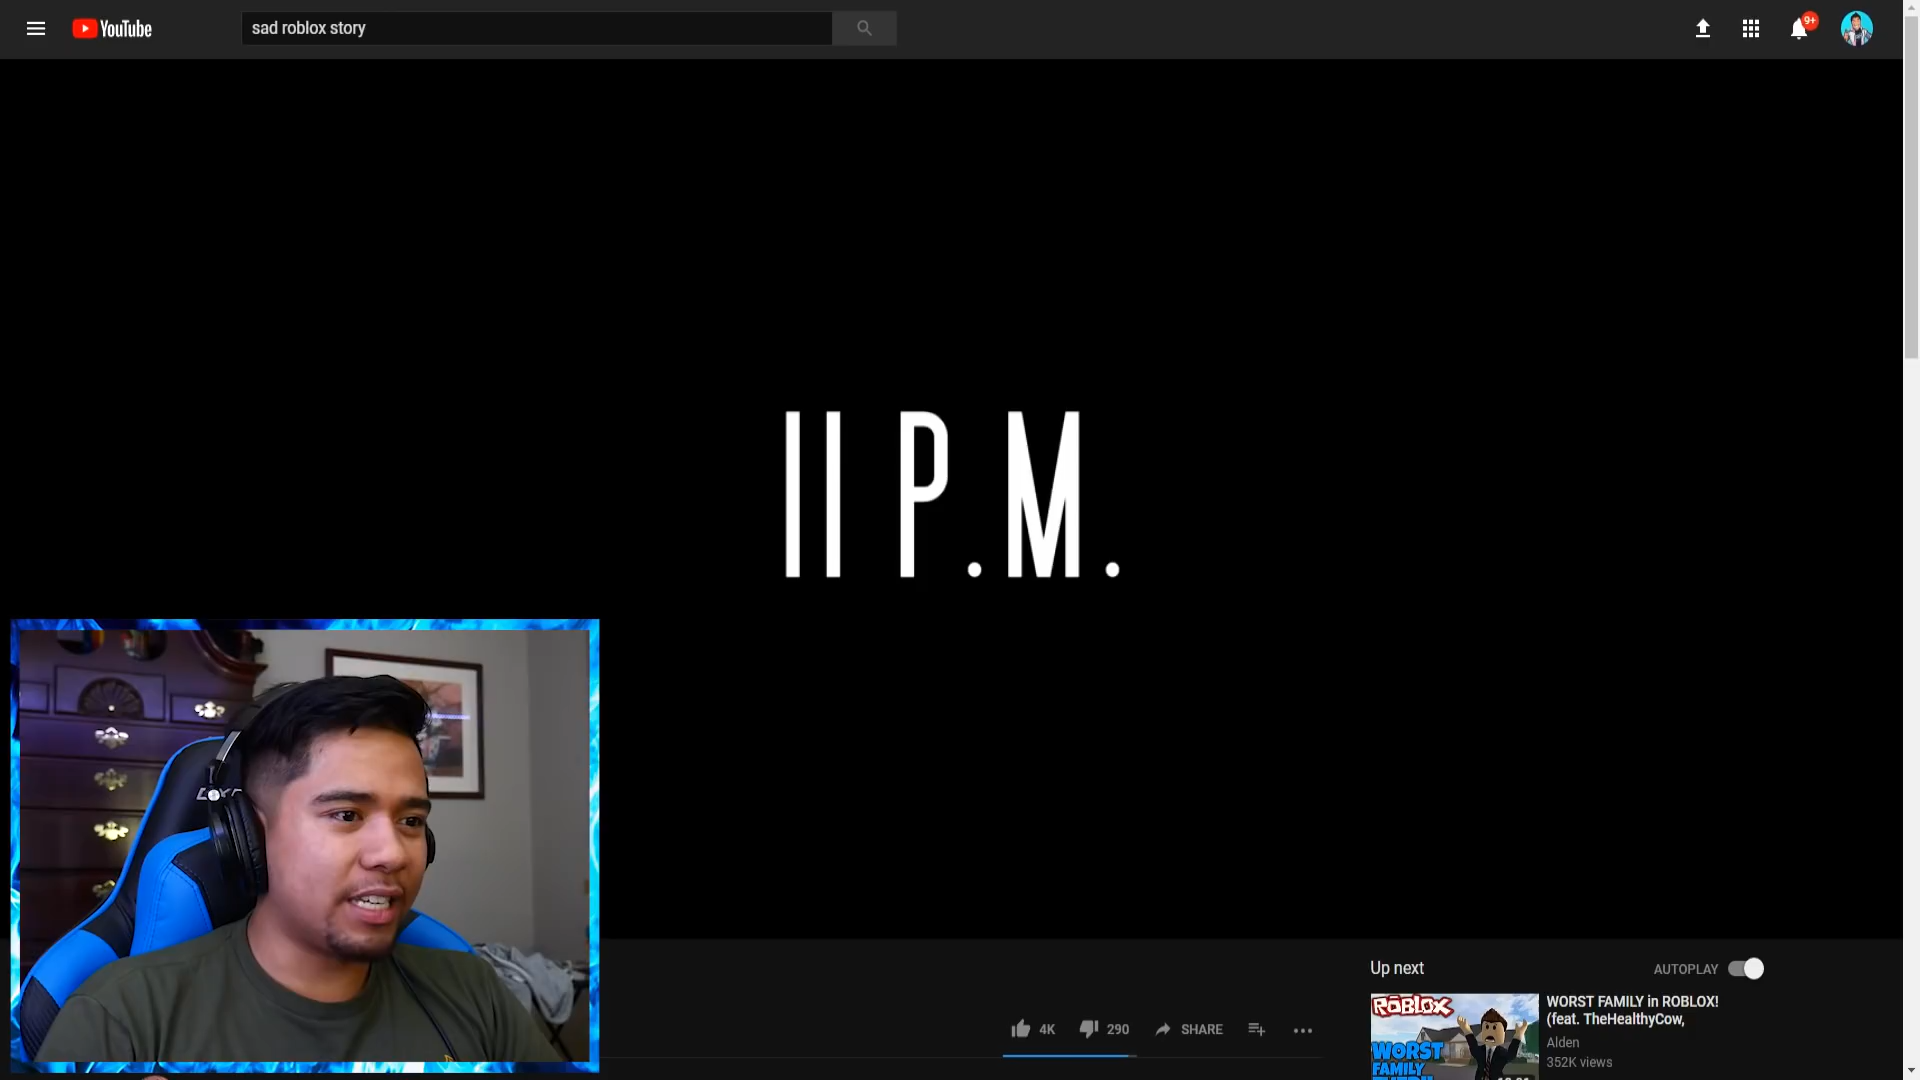 YouTube
sad roblox story
9+
11 P.M.
Up next
AUTOPLAY
4K
290
SHARE
WORST FAMILY in ROBLOX!
(feat. TheHealthyCow,
Alden
352K views
ROBLOX
WORST
FAMILY